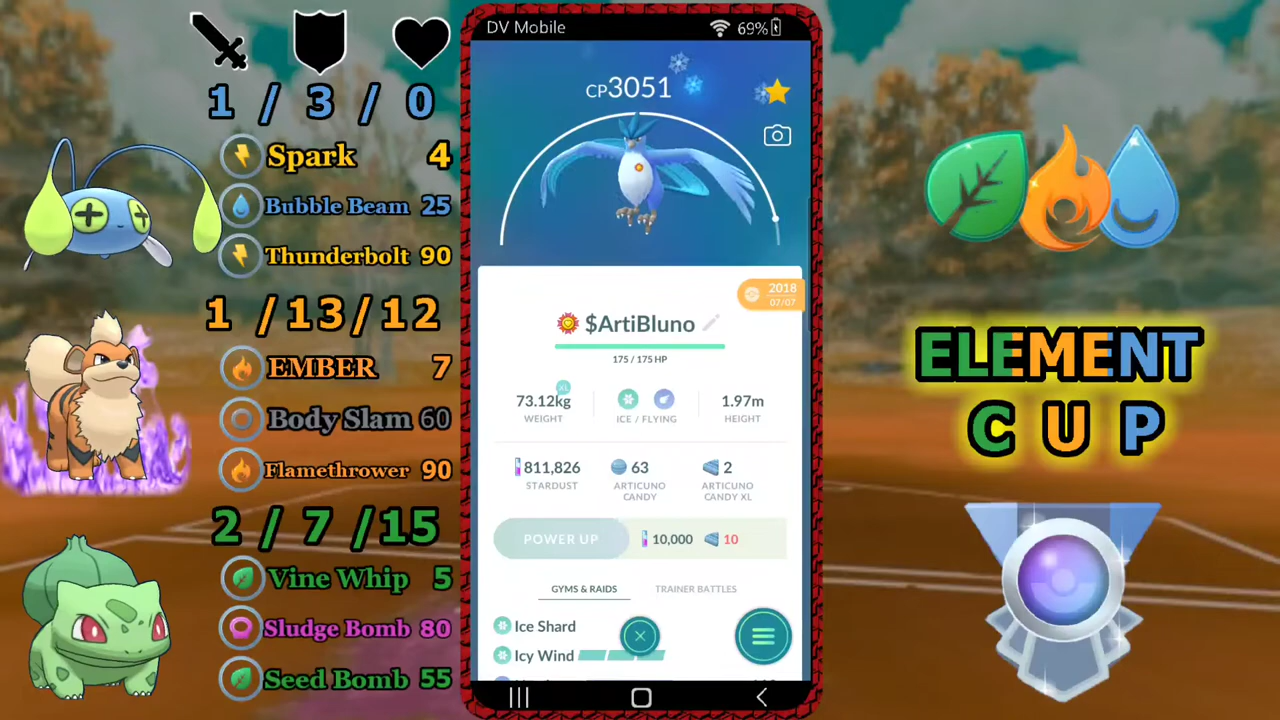 1 / 3 / 0
Spark 4
Bubble Beam 25
Thunderbolt 90
1 / 13 / 12
EMBER 7
Body Slam 60
Flamethrower 90
2 / 7 / 15
Vine Whip 5
Sludge Bomb 80
Seed Bomb 55
DV Mobile 69%
CP3051
2018
07/07
$ArtiBluno
175 / 175 HP
XL
73.12kg
WEIGHT
ICE / FLYING
1.97m
HEIGHT
811,826
STARDUST
63
ARTICUNO
CANDY
2
ARTICUNO
CANDY XL
POWER UP 10,000 10
GYMS & RAIDS TRAINER BATTLES
Ice Shard
Icy Wind
ELEMENT
CUP